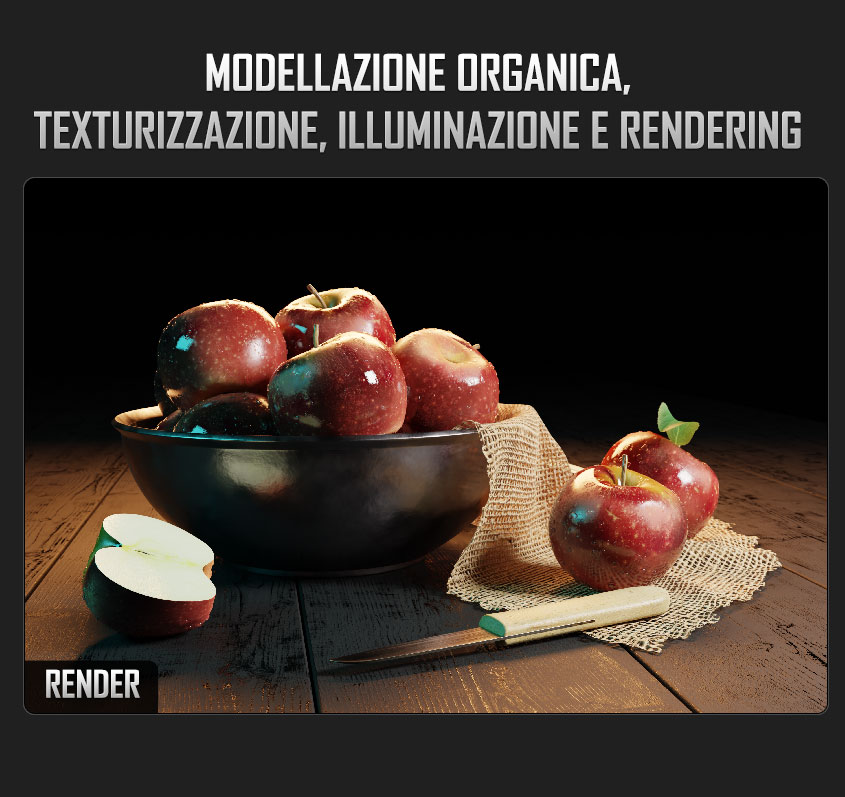 MODELLAZIONE ORGANICA,
TEXTURIZZAZIONE, ILLUMINAZIONE E RENDERING
RENDER